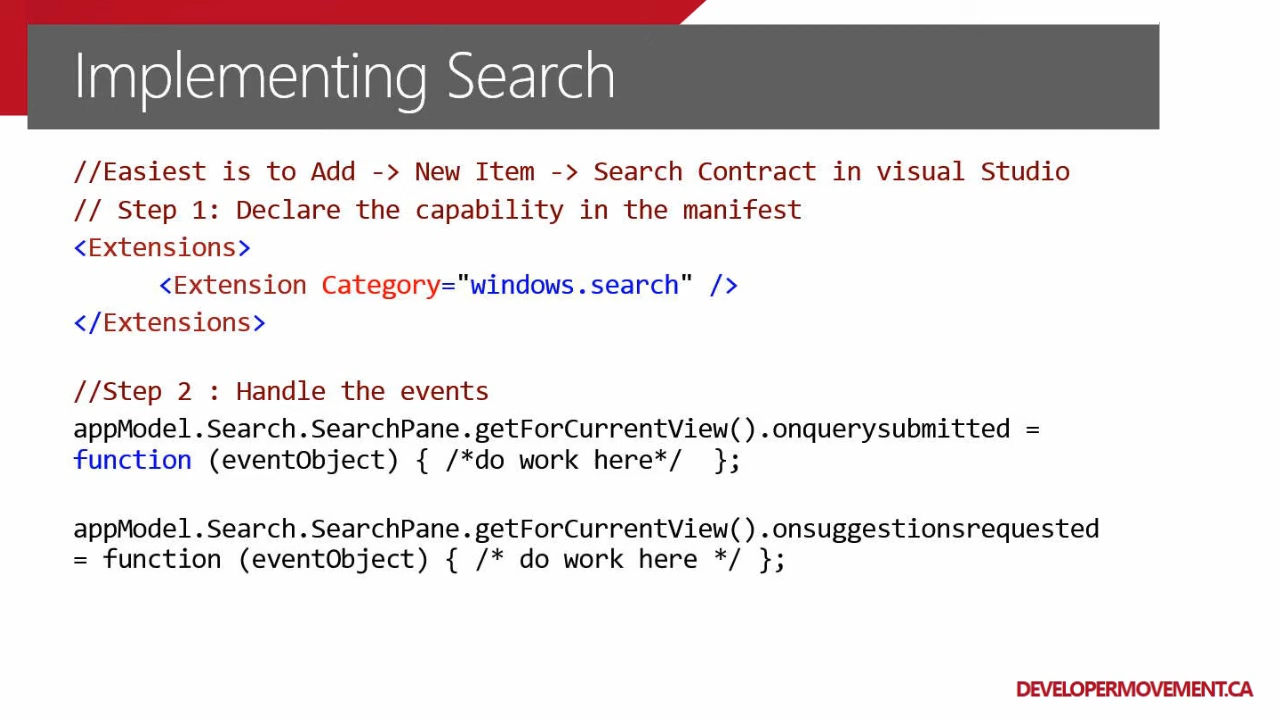 Implementing Search
//Easiest is to Add -> New Item -> Search Contract in visual Studio
// Step 1: Declare the capability in the manifest
<Extensions>
<Extension Category="windows.search" />
</Extensions>
//Step 2 : Handle the events
appModel.Search.SearchPane.getForCurrentView().onquerysubmitted =
function (eventObject) { /*do work here*/  };
appModel.Search.SearchPane.getForCurrentView().onsuggestionsrequested
= function (eventObject) { /* do work here */ };
DEVELOPERMOVEMENT.CA